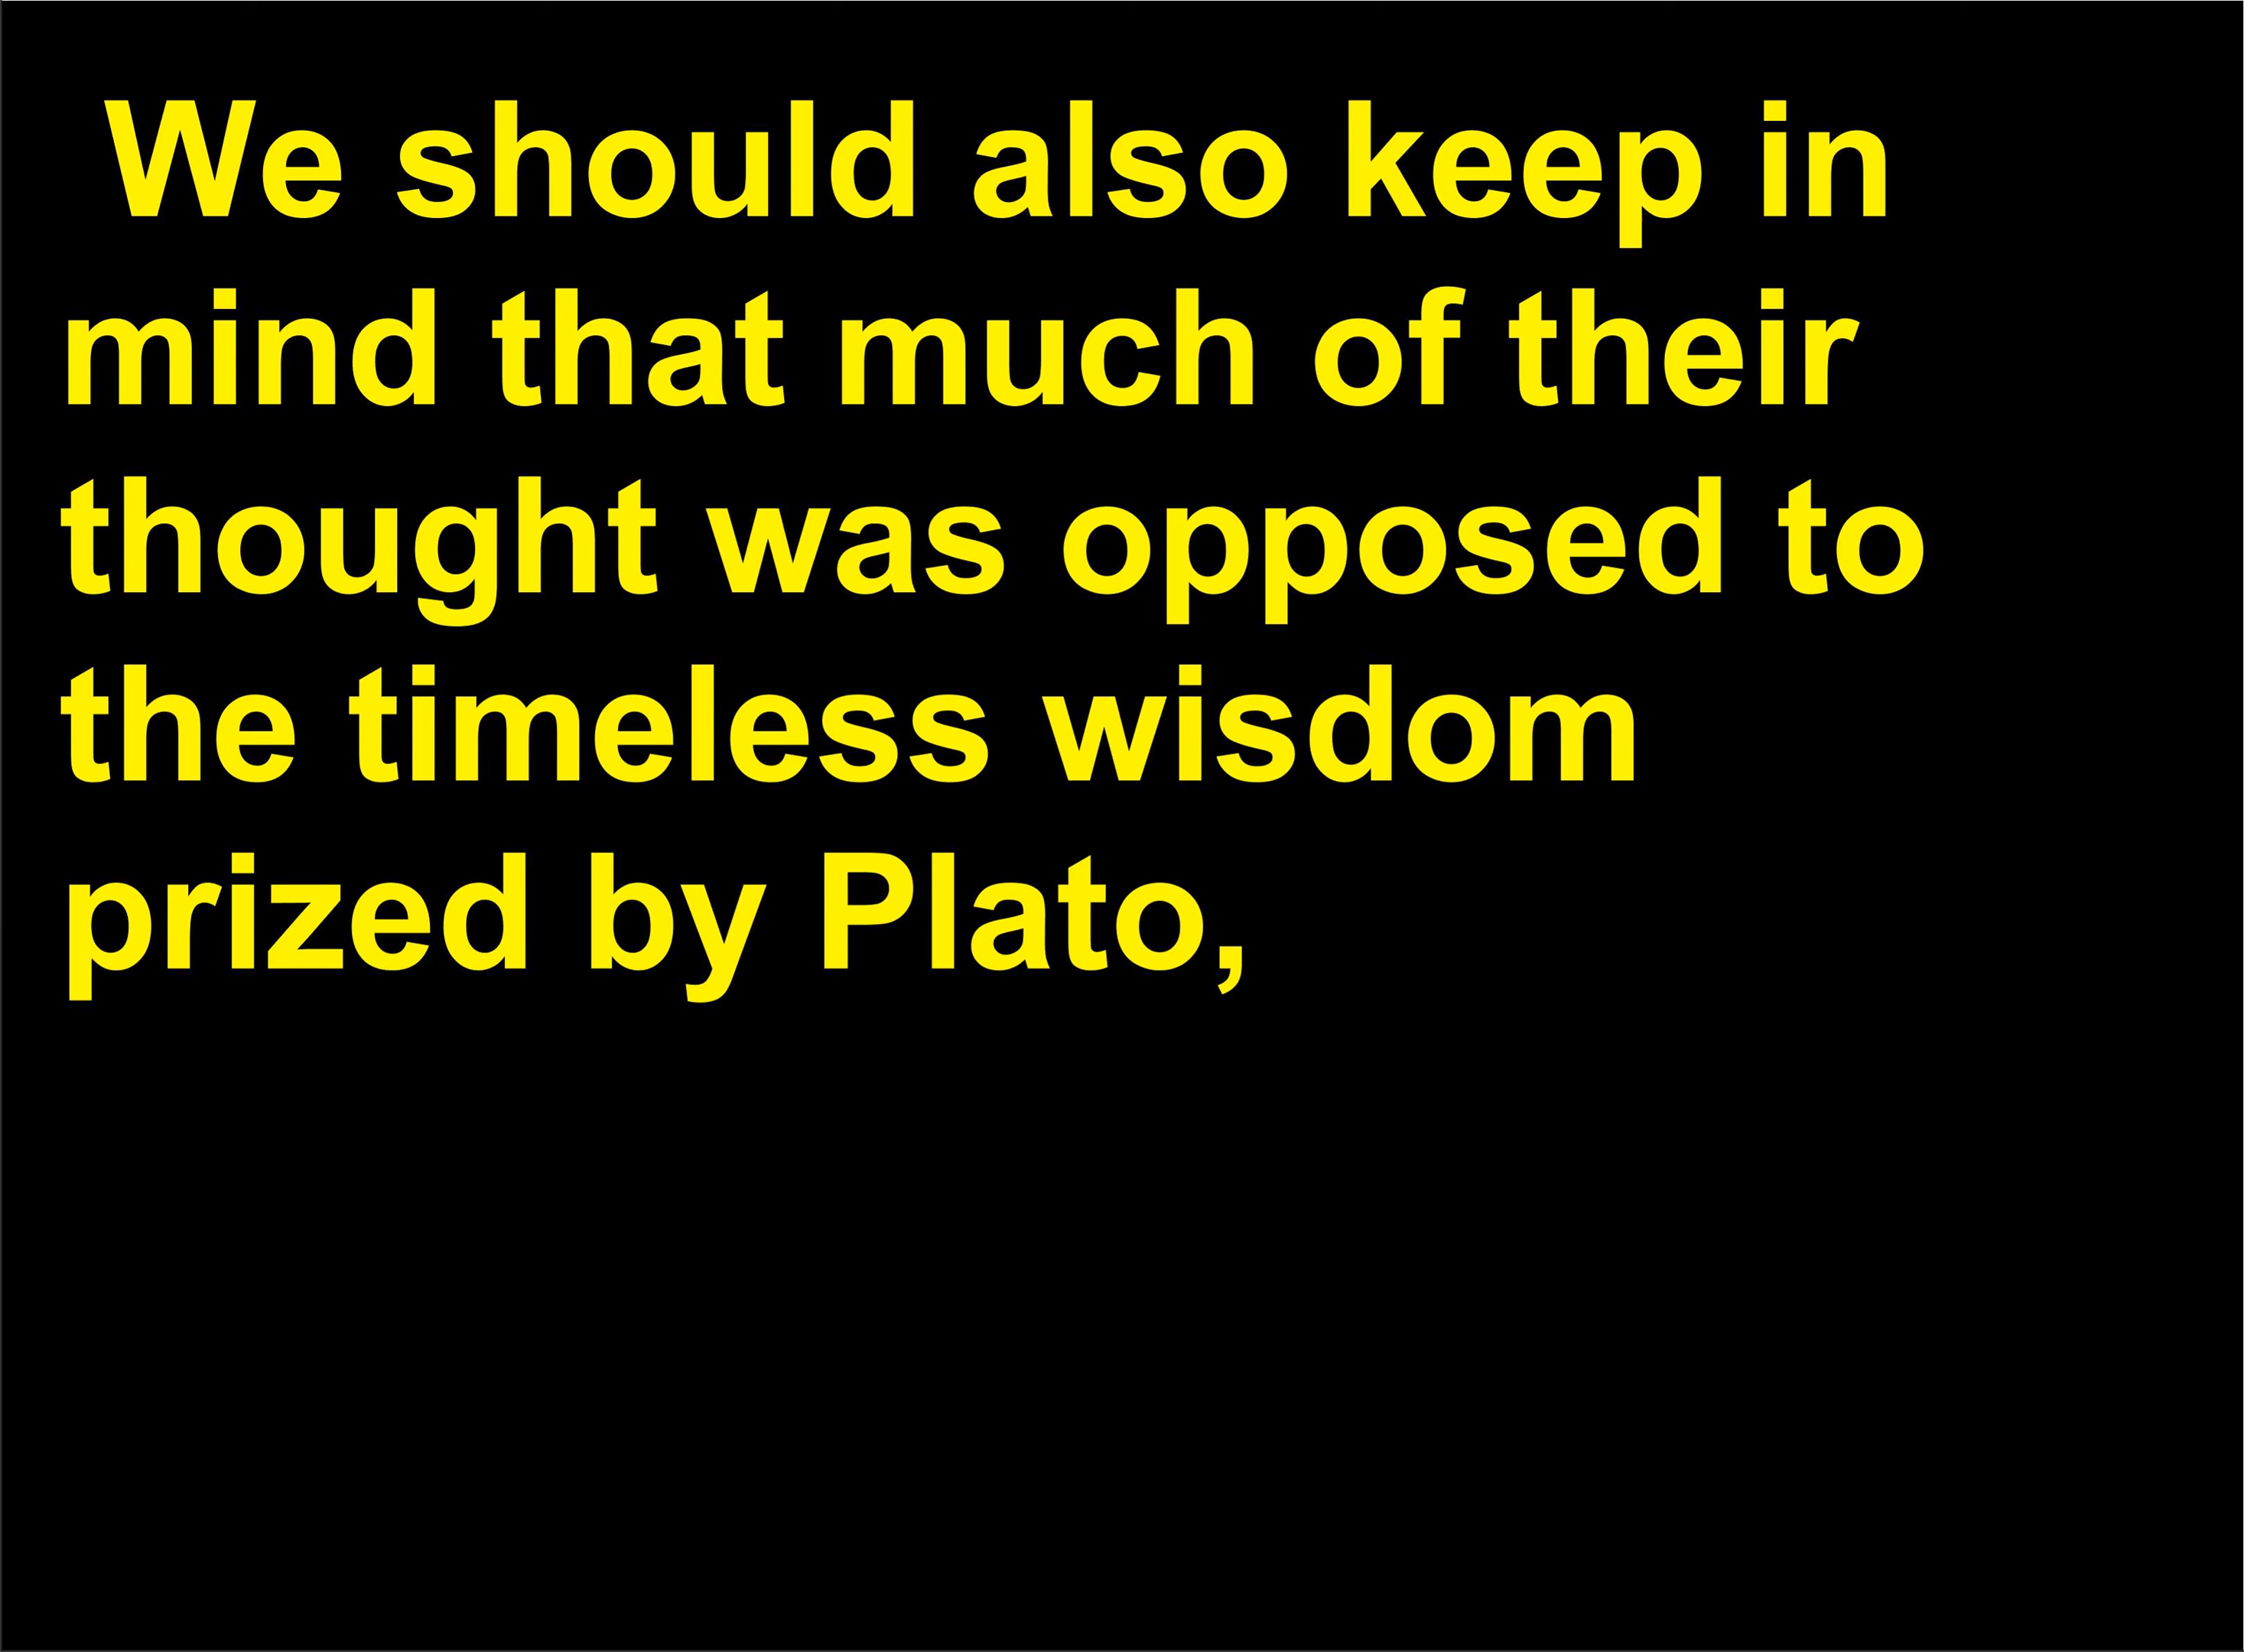 We should also keep in
mind that much of their
thought was opposed to
the timeless wisdom
prized by Plato,